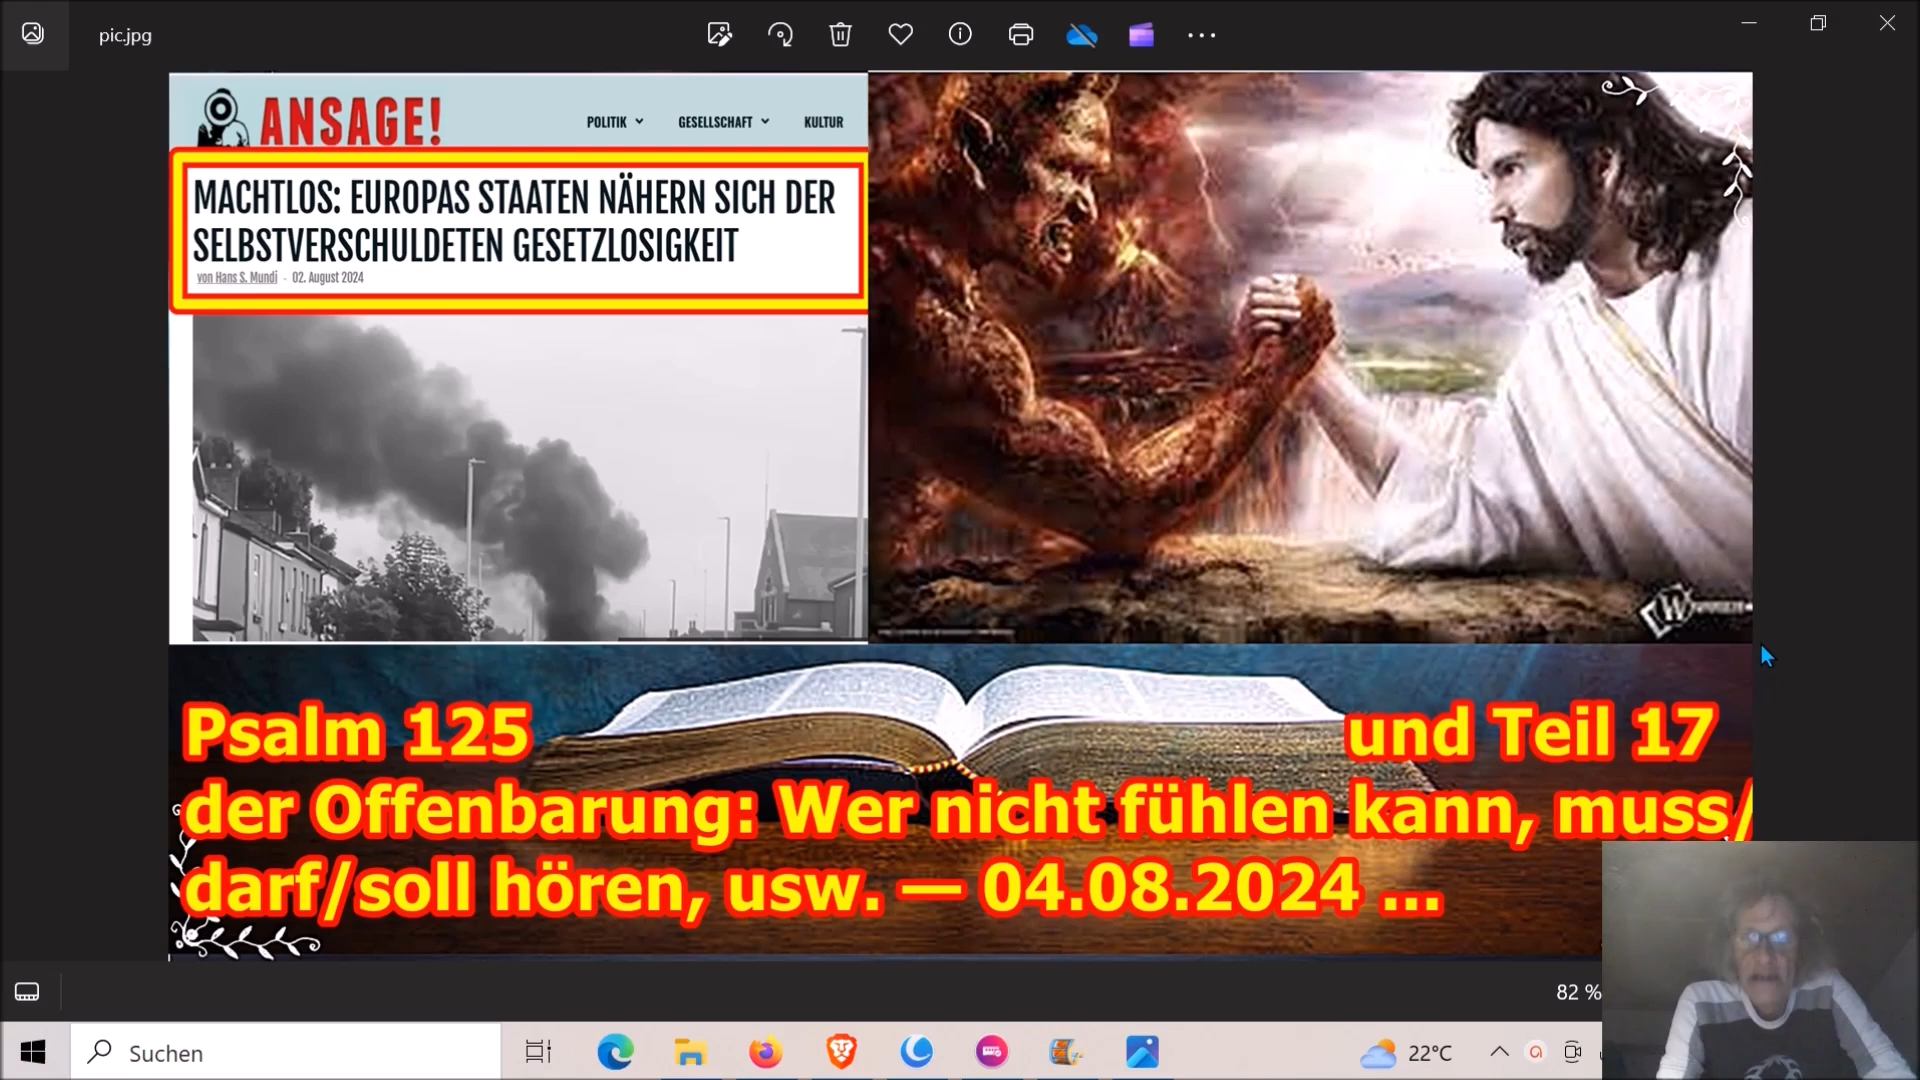 pic.jpg
ANSAGE!
POLITIK
GESELLSCHAFT
KULTUR
MACHTLOS: EUROPAS STAATEN NÄHERN SICH DER
SELBSTVERSCHULDETEN GESETZLOSIGKEIT
von Hans S. Mundi - 02. August 2024
Psalm 125 und Teil 17
der Offenbarung: Wer nicht fühlen kann, muss/
darf/soll hören, usw. — 04.08.2024 ...
82 %
Suchen
22°C